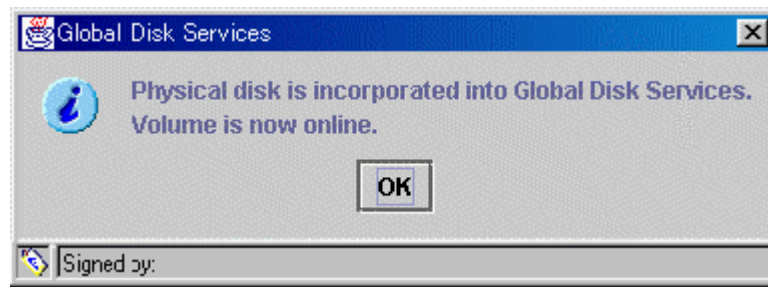 Global Disk Services
Physical disk is incorporated into Global Disk Services.
Volume is now online.
OK
Signed by: